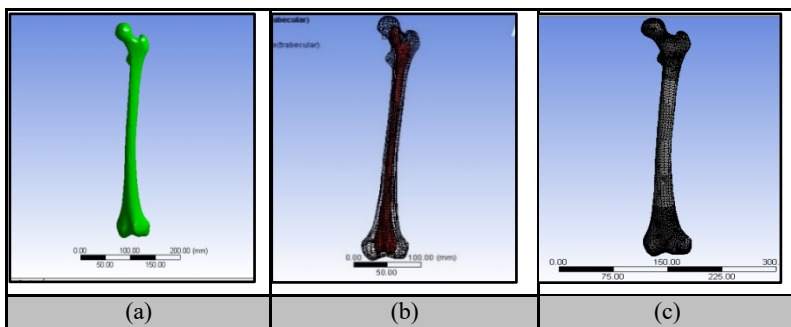 0.00 100.00 200.00 (mm)
50.00 150.00
(a)
abecular)
e(trabecular)
0.00 100.00 (mm)
50.00
(b)
0.00 150.00 300.
75.00 225.00
(c)